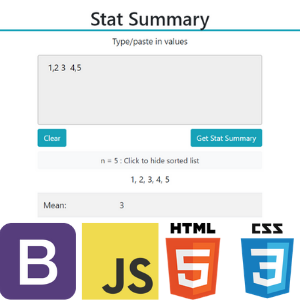 Stat Summary
Type/paste in values
1,2 3 4,5
Clear
Get Stat Summary
n = 5 : Click to hide sorted list
1, 2, 3, 4, 5
Mean: 3
HTML
CSS
B
JS
5
3